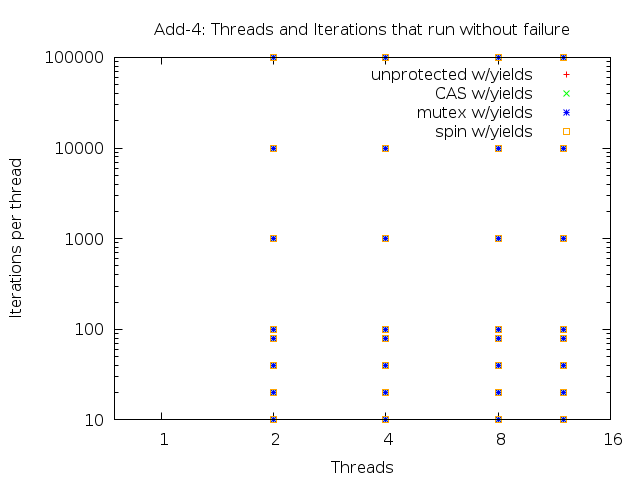 Add-4: Threads and Iterations that run without failure
100000
10000
1000
100
10
Iterations per thread
unprotected w/yields
CAS w/yields
mutex w/yields
spin w/yields
1 2 4 8 16
Threads